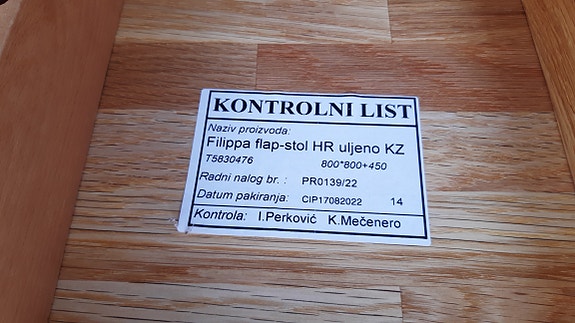 KONTROLNI LIST
Naziv proizvoda:
Filippa flap-stol HR uljeno KZ
T5830476 800*800+450
Radni nalog br. : PR0139/22
Datum pakiranja: CIP17082022 14
Kontrola: I.Perković K.Mečenero